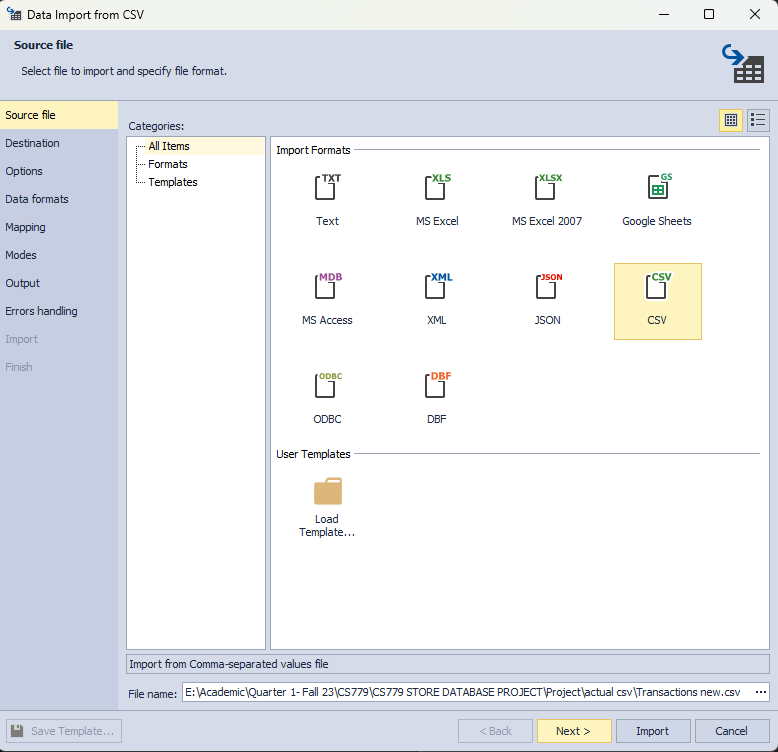 Data Import from CSV
Source file
Select file to import and specify file format.
Source file
Destination
Options
Data formats
Mapping
Modes
Output
Errors handling
Import
Finish
Categories:
All Items
Formats
Templates
Import Formats
TXT
Text
XLS
MS Excel
XLSX
MS Excel 2007
GS
Google Sheets
MDB
MS Access
XML
XML
JSON
JSON
CSV
CSV
ODBC
ODBC
DBF
DBF
User Templates
Load
Template...
Import from Comma-separated values file
File name: E:\Academic\Quarter 1- Fall 23\CS779\CS779 STORE DATABASE PROJECT\Project\actual csv\Transactions new.csv ...
Save Template... < Back Next > Import Cancel